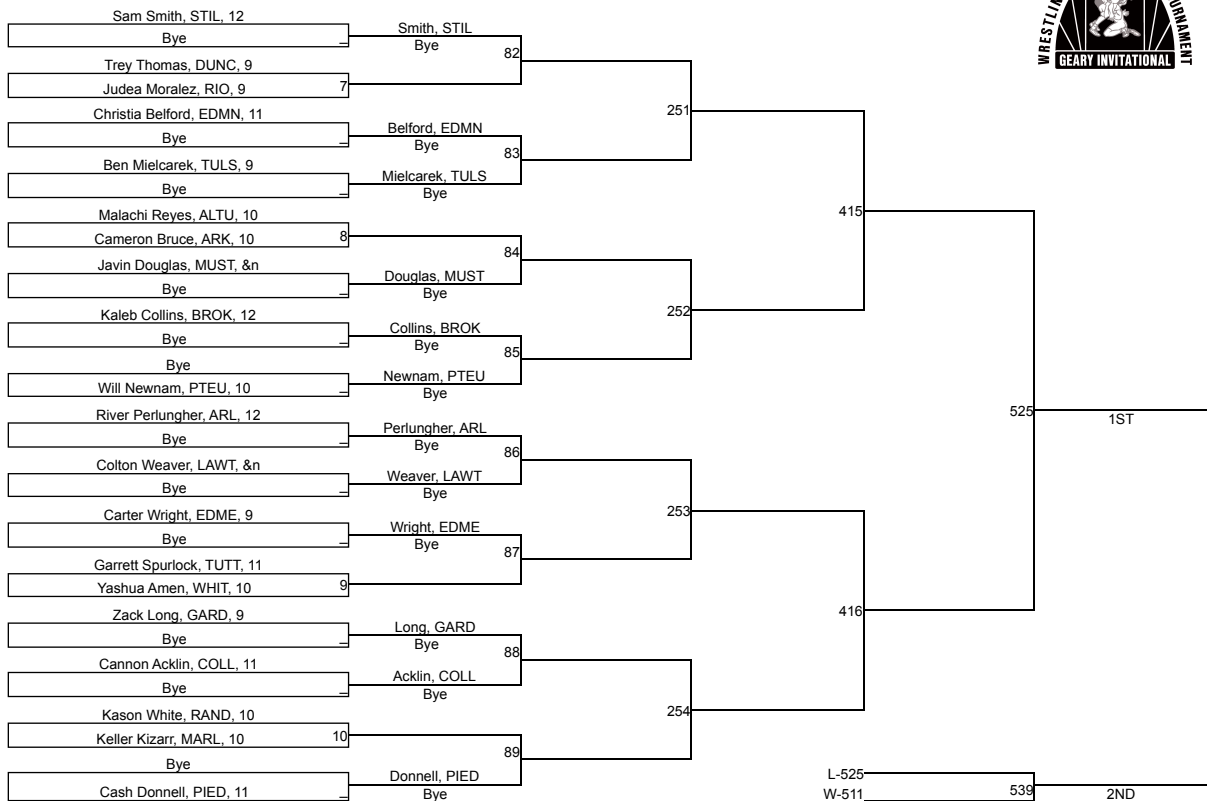 Sam Smith, STIL, 12
Bye
_
Smith, STIL
Bye
82
Trey Thomas, DUNC, 9
Judea Moralez, RIO, 9
7
251
Christia Belford, EDMN, 11
Bye
_
Belford, EDMN
Bye
83
Ben Mielcarek, TULS, 9
Bye
_
Mielcarek, TULS
Bye
415
Malachi Reyes, ALTU, 10
Cameron Bruce, ARK, 10
8
84
Javin Douglas, MUST, &n
Bye
_
Douglas, MUST
Bye
252
Kaleb Collins, BROK, 12
Bye
_
Collins, BROK
Bye
85
Bye
Will Newnam, PTEU, 10
_
Newnam, PTEU
Bye
525
1ST
River Perlungher, ARL, 12
Bye
_
Perlungher, ARL
Bye
86
Colton Weaver, LAWT, &n
Bye
_
Weaver, LAWT
Bye
253
Carter Wright, EDME, 9
Bye
_
Wright, EDME
Bye
87
Garrett Spurlock, TUTT, 11
Yashua Amen, WHIT, 10
9
416
Zack Long, GARD, 9
Bye
_
Long, GARD
Bye
88
Cannon Acklin, COLL, 11
Bye
_
Acklin, COLL
Bye
254
Kason White, RAND, 10
Keller Kizarr, MARL, 10
10
89
Bye
Cash Donnell, PIED, 11
_
Donnell, PIED
Bye
L-525
W-511
539
2ND
WRESTLIN
URNAMENT
GEARY INVITATIONAL